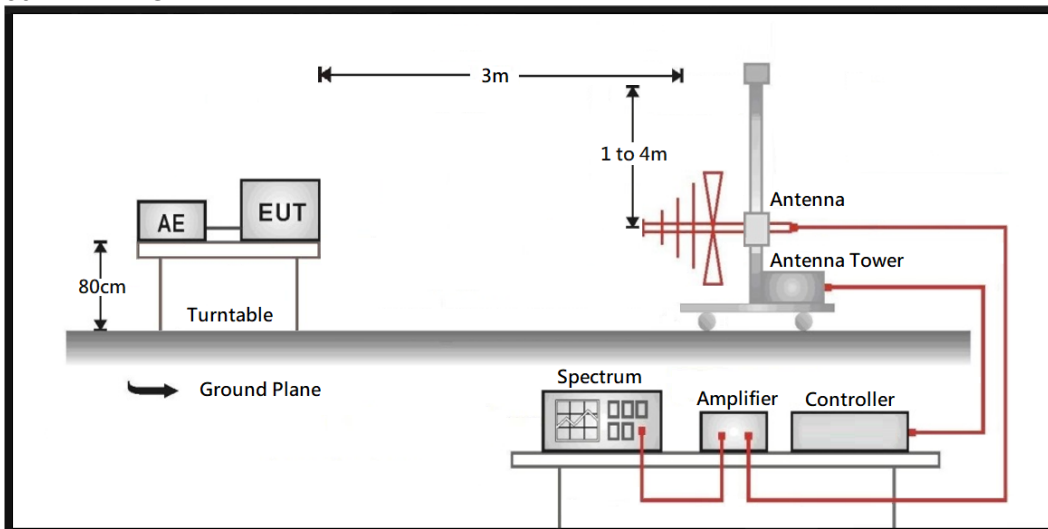 3m
1 to 4m
AE
EUT
Antenna
80cm
Antenna Tower
Turntable
Ground Plane
Spectrum
Amplifier
Controller